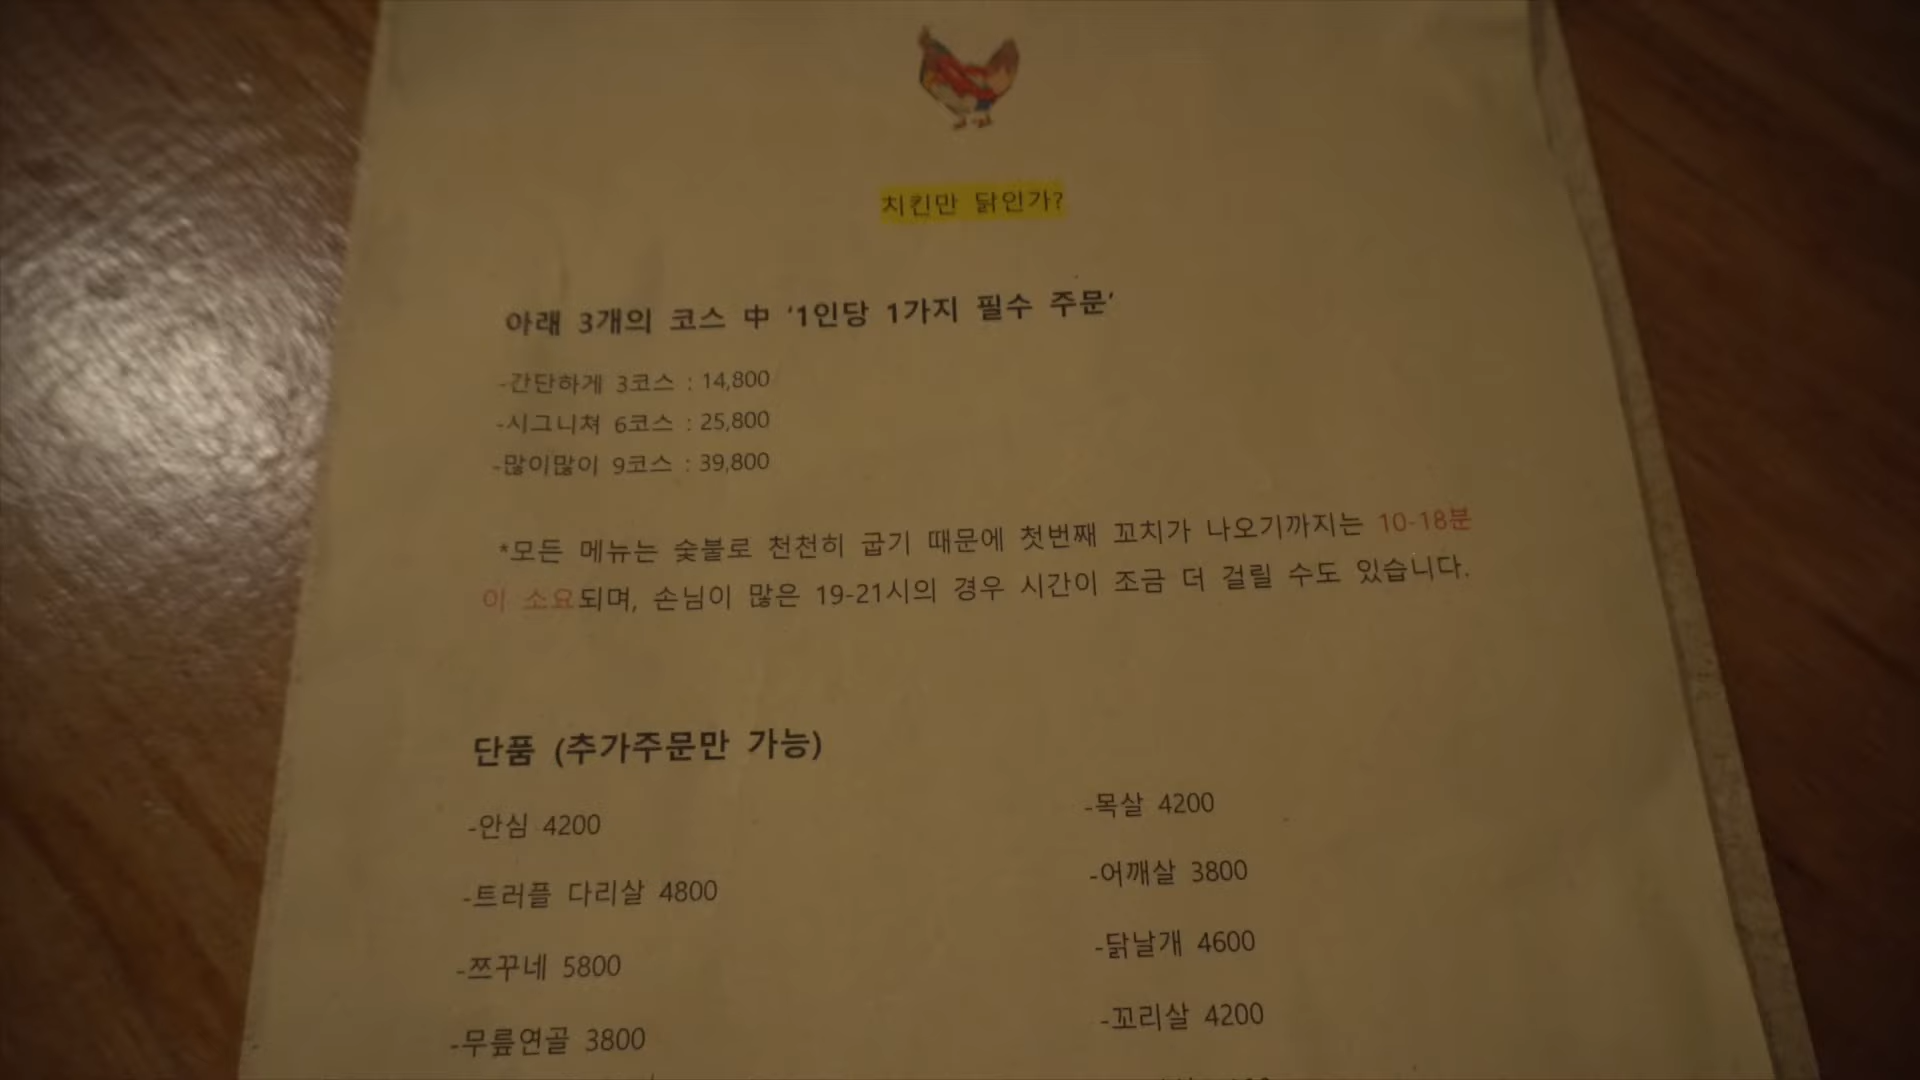 치킨만 닭인가?
아래 3개의 코스 中 '1인당 1가지 필수 주문'
-간단하게 3코스 : 14,800
-시그니쳐 6코스 : 25,800
-많이많이 9코스 : 39,800
*모든 메뉴는 숯불로 천천히 굽기 때문에 첫번째 꼬치가 나오기까지는 10-18분
이 소요되며, 손님이 많은 19-21시의 경우 시간이 조금 더 걸릴 수도 있습니다.
단품 (추가주문만 가능)
-안심 4200
-트러플 다리살 4800
-쯔꾸네 5800
-무릎연골 3800
-목살 4200
-어깨살 3800
-닭날개 4600
-꼬리살 4200